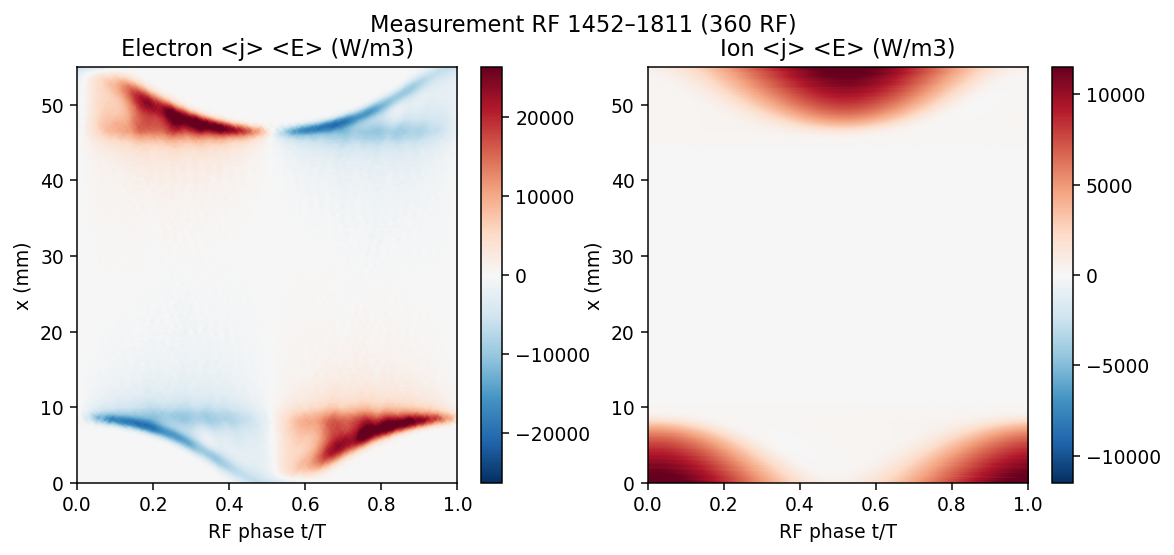 Measurement RF 1452–1811 (360 RF)
Electron <j> <E> (W/m3)
Ion <j> <E> (W/m3)
x (mm)
50
40
30
20
10
0
0.0 0.2 0.4 0.6 0.8 1.0
RF phase t/T
20000
10000
0
−10000
−20000
x (mm)
50
40
30
20
10
0
0.0 0.2 0.4 0.6 0.8 1.0
RF phase t/T
10000
5000
0
−5000
−10000